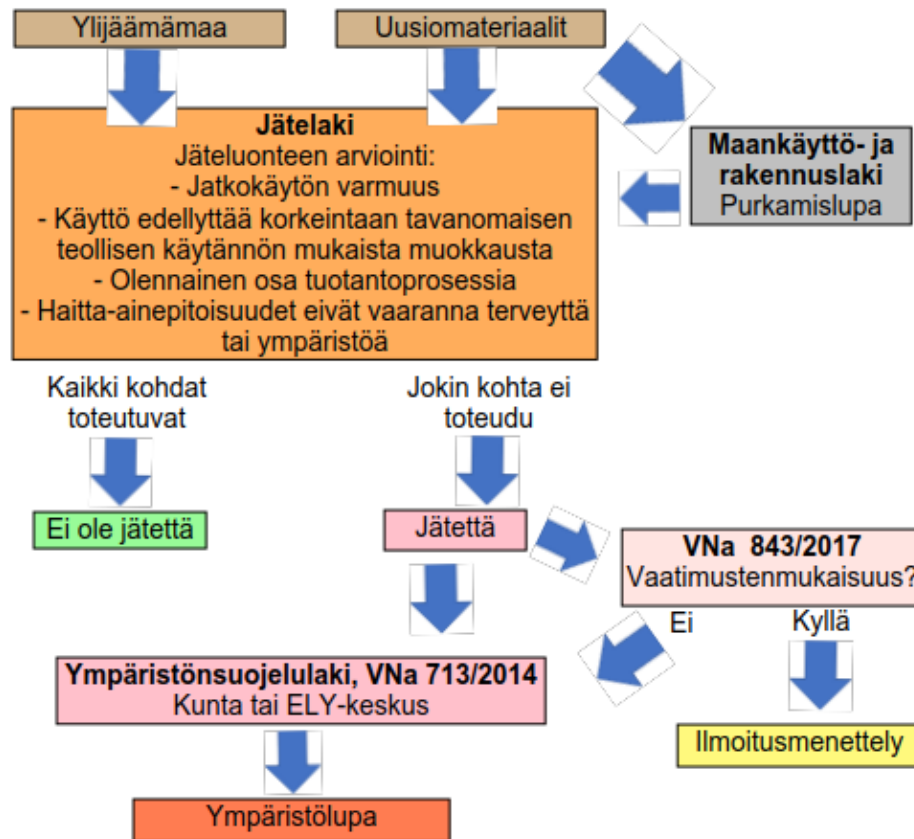 Ylijäämämaa
Uusiomateriaalit
Jätelaki
Jäteluonteen arviointi:
- Jatkokäytön varmuus
- Käyttö edellyttää korkeintaan tavanomaisen
teollisen käytännön mukaista muokkausta
- Olennainen osa tuotantoprosessia
- Haitta-ainepitoisuudet eivät vaaranna terveyttä
tai ympäristöä
Maankäyttö- ja
rakennuslaki
Purkamislupa
Kaikki kohdat
toteutuvat
Jokin kohta ei
toteudu
Ei ole jätettä
Jätettä
VNa 843/2017
Vaatimustenmukaisuus?
Ei
Kyllä
Ympäristönsuojelulaki, VNa 713/2014
Kunta tai ELY-keskus
Ilmoitusmenettely
Ympäristölupa